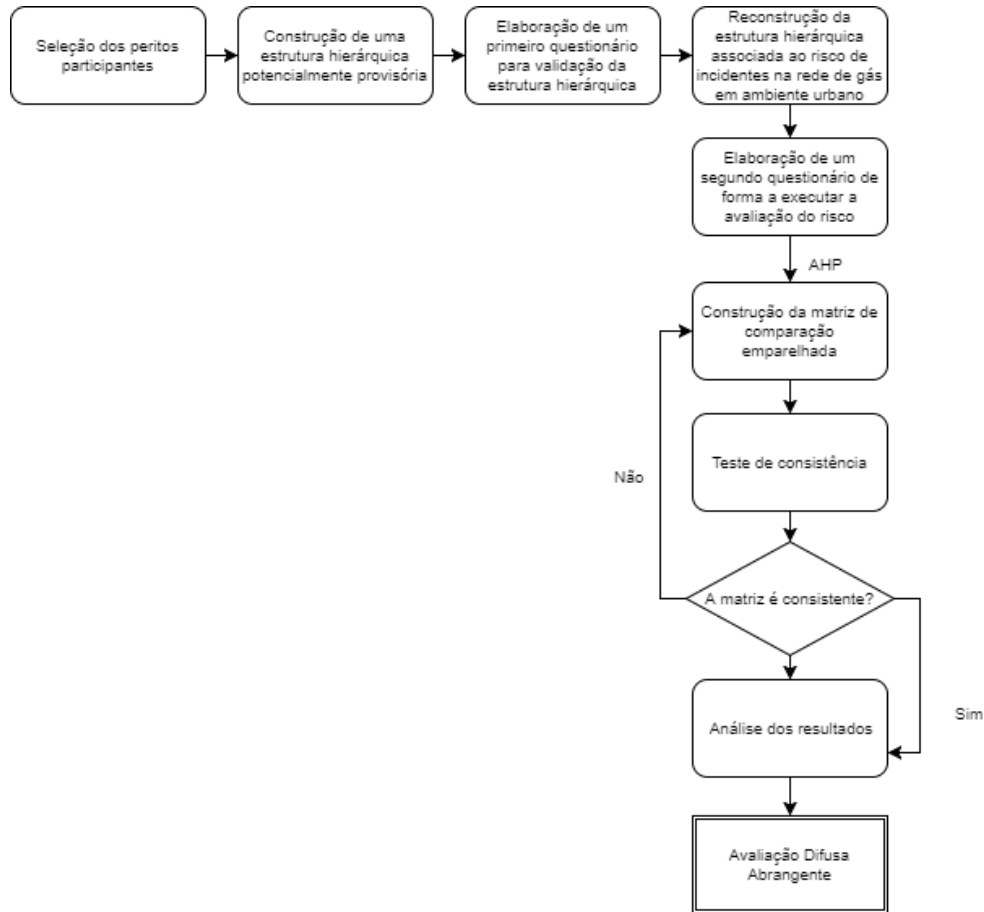 Seleção dos peritos
participantes
Construção de uma
estrutura hierárquica
potencialmente provisória
Elaboração de um
primeiro questionário
para validação da
estrutura hierárquica
Reconstrução da
estrutura hierárquica
associada ao risco de
incidentes na rede de gás
em ambiente urbano
Elaboração de um
segundo questionário de
forma a executar a
avaliação do risco
AHP
Construção da matriz de
comparação
emparelhada
Teste de consistência
Não
A matriz é consistente?
Sim
Análise dos resultados
Avaliação Difusa
Abrangente